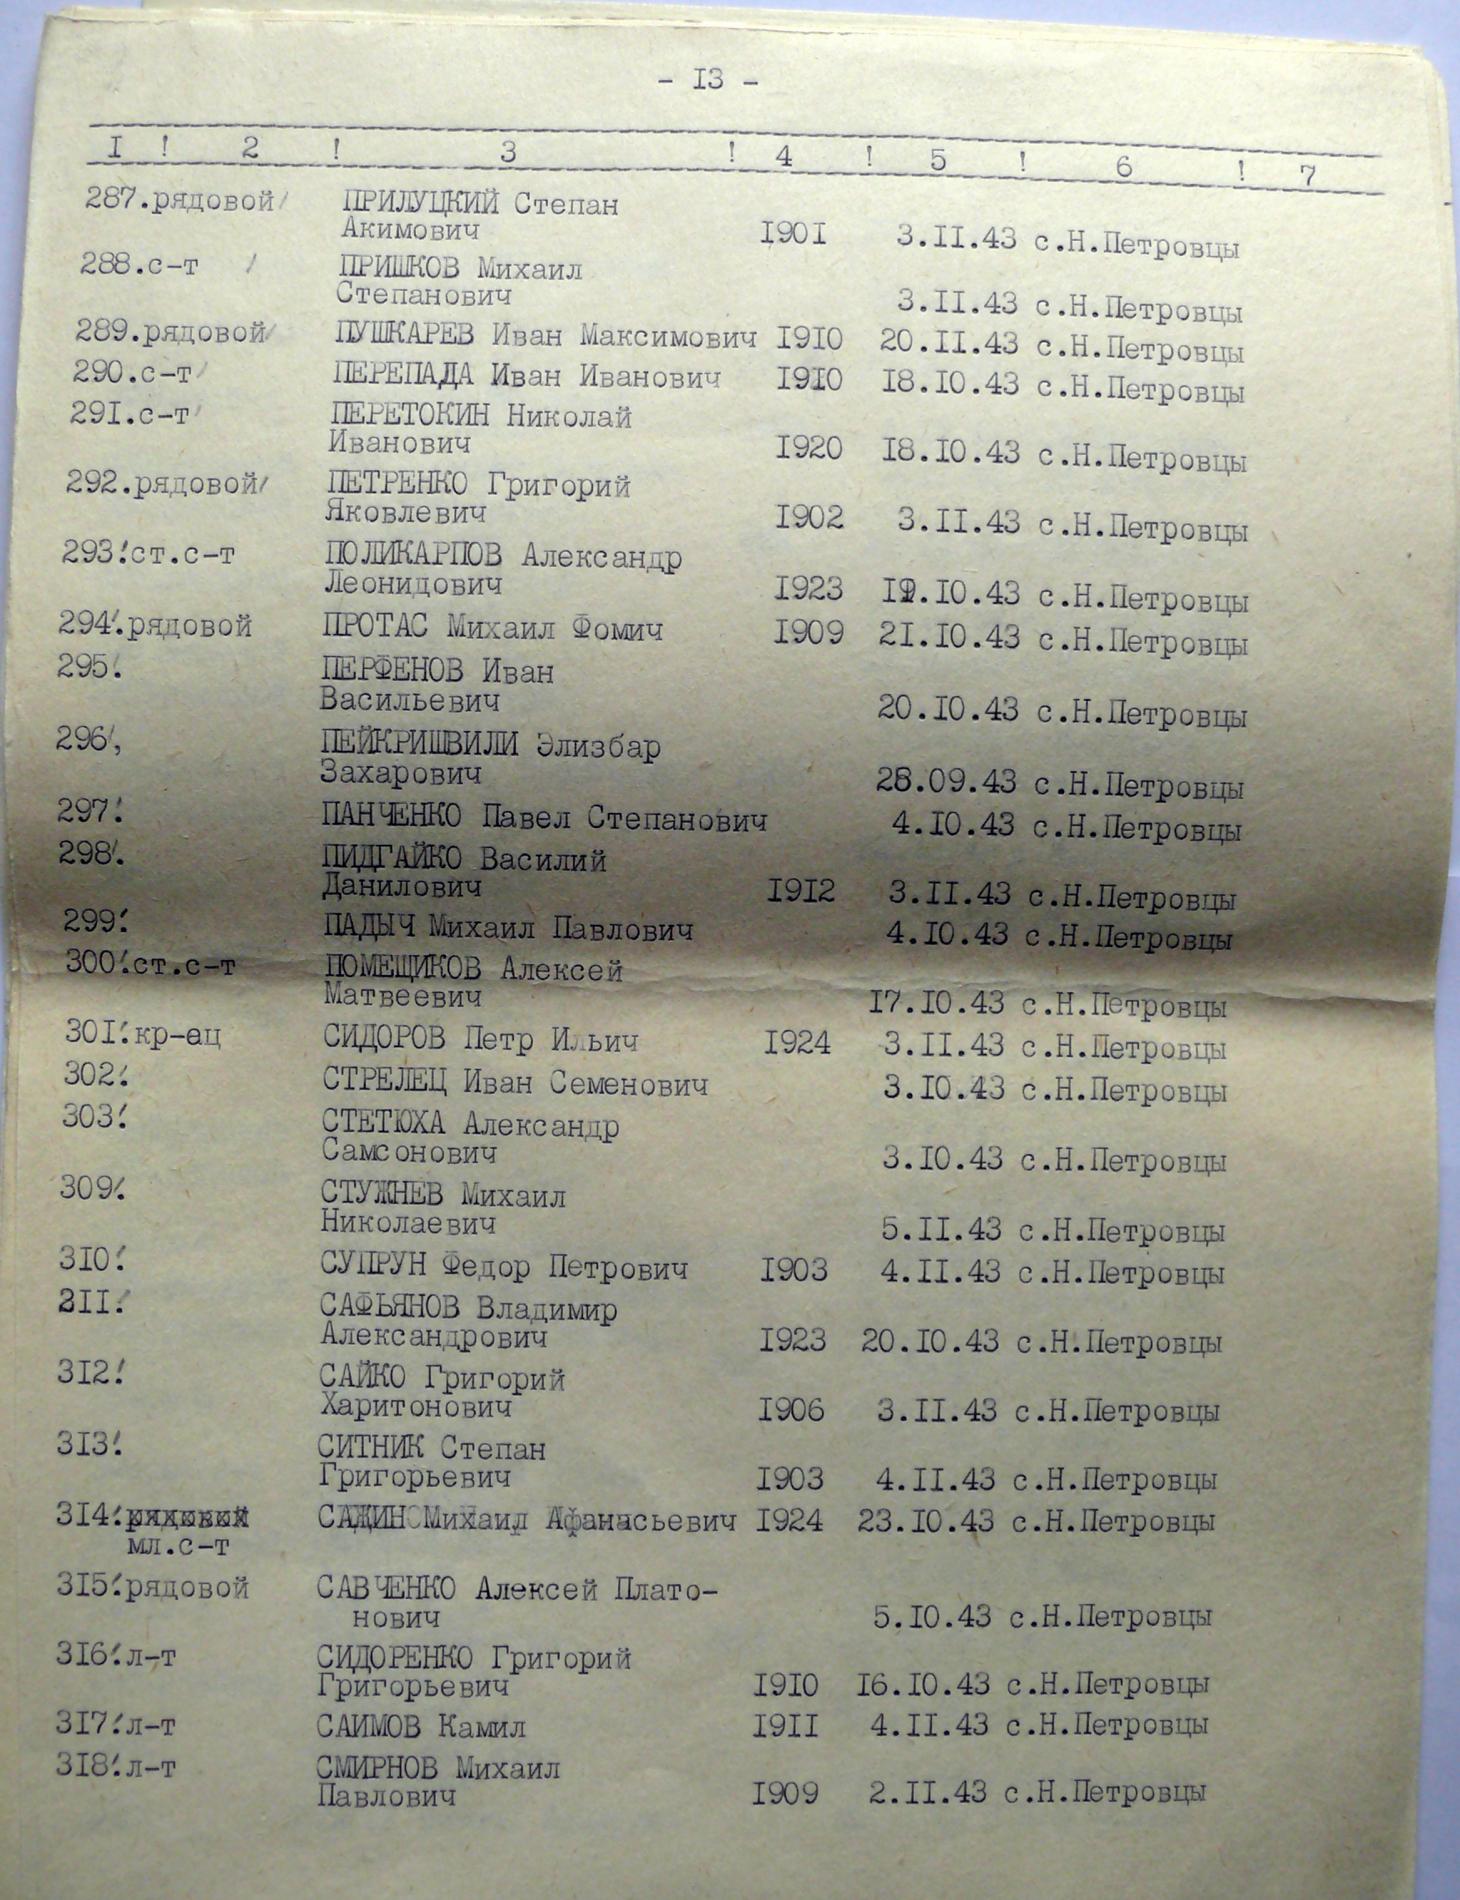 - I3 -
I ! 2 ! 3 ! 4 ! 5 ! 6 ! 7
287.рядовой/ ПРИЛУЦКИЙ Степан
Акимович I90I 3.II.43 с.Н.Петровцы
288.с-т / ПРИШКОВ Михаил
Степанович 3.II.43 с.Н.Петровцы
289.рядовой/ ПУШКАРЕВ Иван Максимович I9I0 20.II.43 с.Н.Петровцы
290.с-т/ ПЕРЕПАДА Иван Иванович I9I0 I8.I0.43 с.Н.Петровцы
29I.с-т/ ПЕРЕТОКИН Николай
Иванович I920 I8.I0.43 с.Н.Петровцы
292.рядовой/ ПЕТРЕНКО Григорий
Яковлевич I902 3.II.43 с.Н.Петровцы
293.ст.с-т ПОЛИКАРПОВ Александр
Леонидович I923 .I0.43 с.Н.Петровцы
294.рядовой ПРОТАС Михаил Фомич I909 2I.I0.43 с.Н.Петровцы
295. ПЕРФЕНОВ Иван
Васильевич 20.I0.43 с.Н.Петровцы
296, ПЕЙКРИШВИЛИ Элизбар
Захарович 28.09.43 с.Н.Петровцы
297. ПАНЧЕНКО Павел Степанович 4.I0.43 с.Н.Петровцы
298. ПИДГАЙКО Василий
Данилович I9I2 3.II.43 с.Н.Петровцы
299. ПАДЫЧ Михаил Павлович 4.I0.43 с.Н.Петровцы
300.ст.с-т ПОМЕЩИКОВ Алексей
Матвеевич I7.I0.43 с.Н.Петровцы
30I.кр-ец СИДОРОВ Петр Ильич I924 3.II.43 с.Н.Петровцы
302. СТРЕЛЕЦ Иван Семенович 3.I0.43 с.Н.Петровцы
303. СТЕТЮХА Александр
Самсонович 3.I0.43 с.Н.Петровцы
309. СТУЖНЕВ Михаил
Николаевич 5.II.43 с.Н.Петровцы
3I0. СУПРУН Федор Петрович I903 4.II.43 с.Н.Петровцы
3II. САФЬЯНОВ Владимир
Александрович I923 20.I0.43 с.Н.Петровцы
3I2. САЙКО Григорий
Харитонович I906 3.II.43 с.Н.Петровцы
3I3. СИТНИК Степан
Григорьевич I903 4.II.43 с.Н.Петровцы
3I4.рядовой САЖИН Михаил Афанасьевич I924 23.I0.43 с.Н.Петровцы
мл.с-т
3I5.рядовой САВЧЕНКО Алексей Плато-
нович 5.I0.43 с.Н.Петровцы
3I6.л-т СИДОРЕНКО Григорий
Григорьевич I9I0 I6.I0.43 с.Н.Петровцы
3I7.л-т САИМОВ Камил I9II 4.II.43 с.Н.Петровцы
3I8.л-т СМИРНОВ Михаил
Павлович I909 2.II.43 с.Н.Петровцы